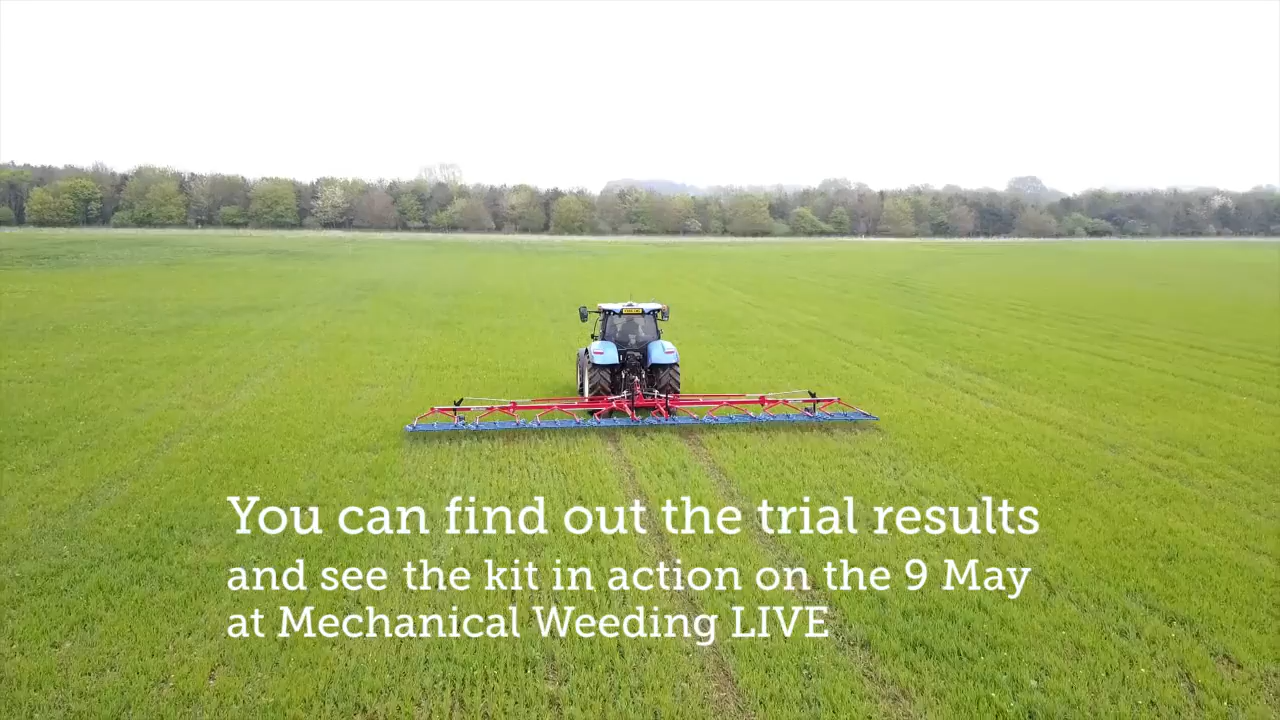 You can find out the trial results
and see the kit in action on the 9 May
at Mechanical Weeding LIVE